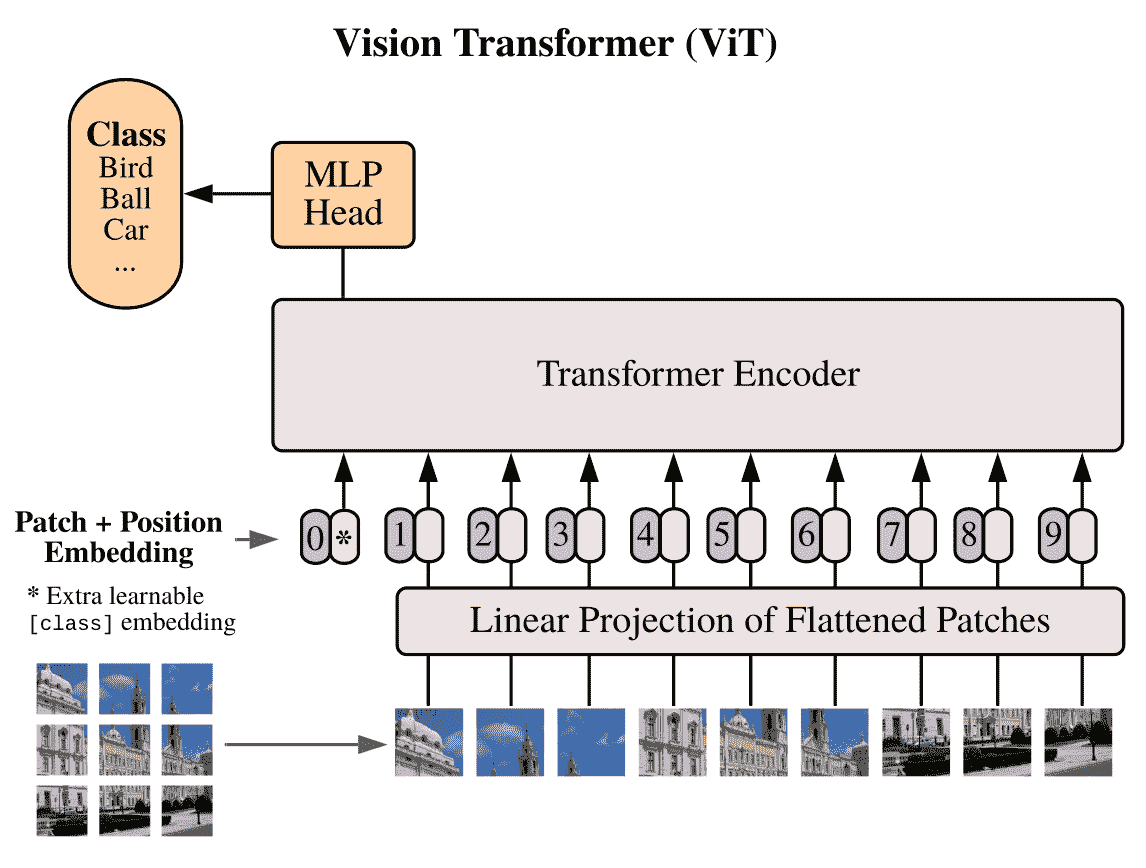 Vision Transformer (ViT)
Class
Bird
Ball
Car
...
MLP
Head
Transformer Encoder
Patch + Position
Embedding
0 * 1 2 3 4 5 6 7 8 9
* Extra learnable
[class] embedding
Linear Projection of Flattened Patches